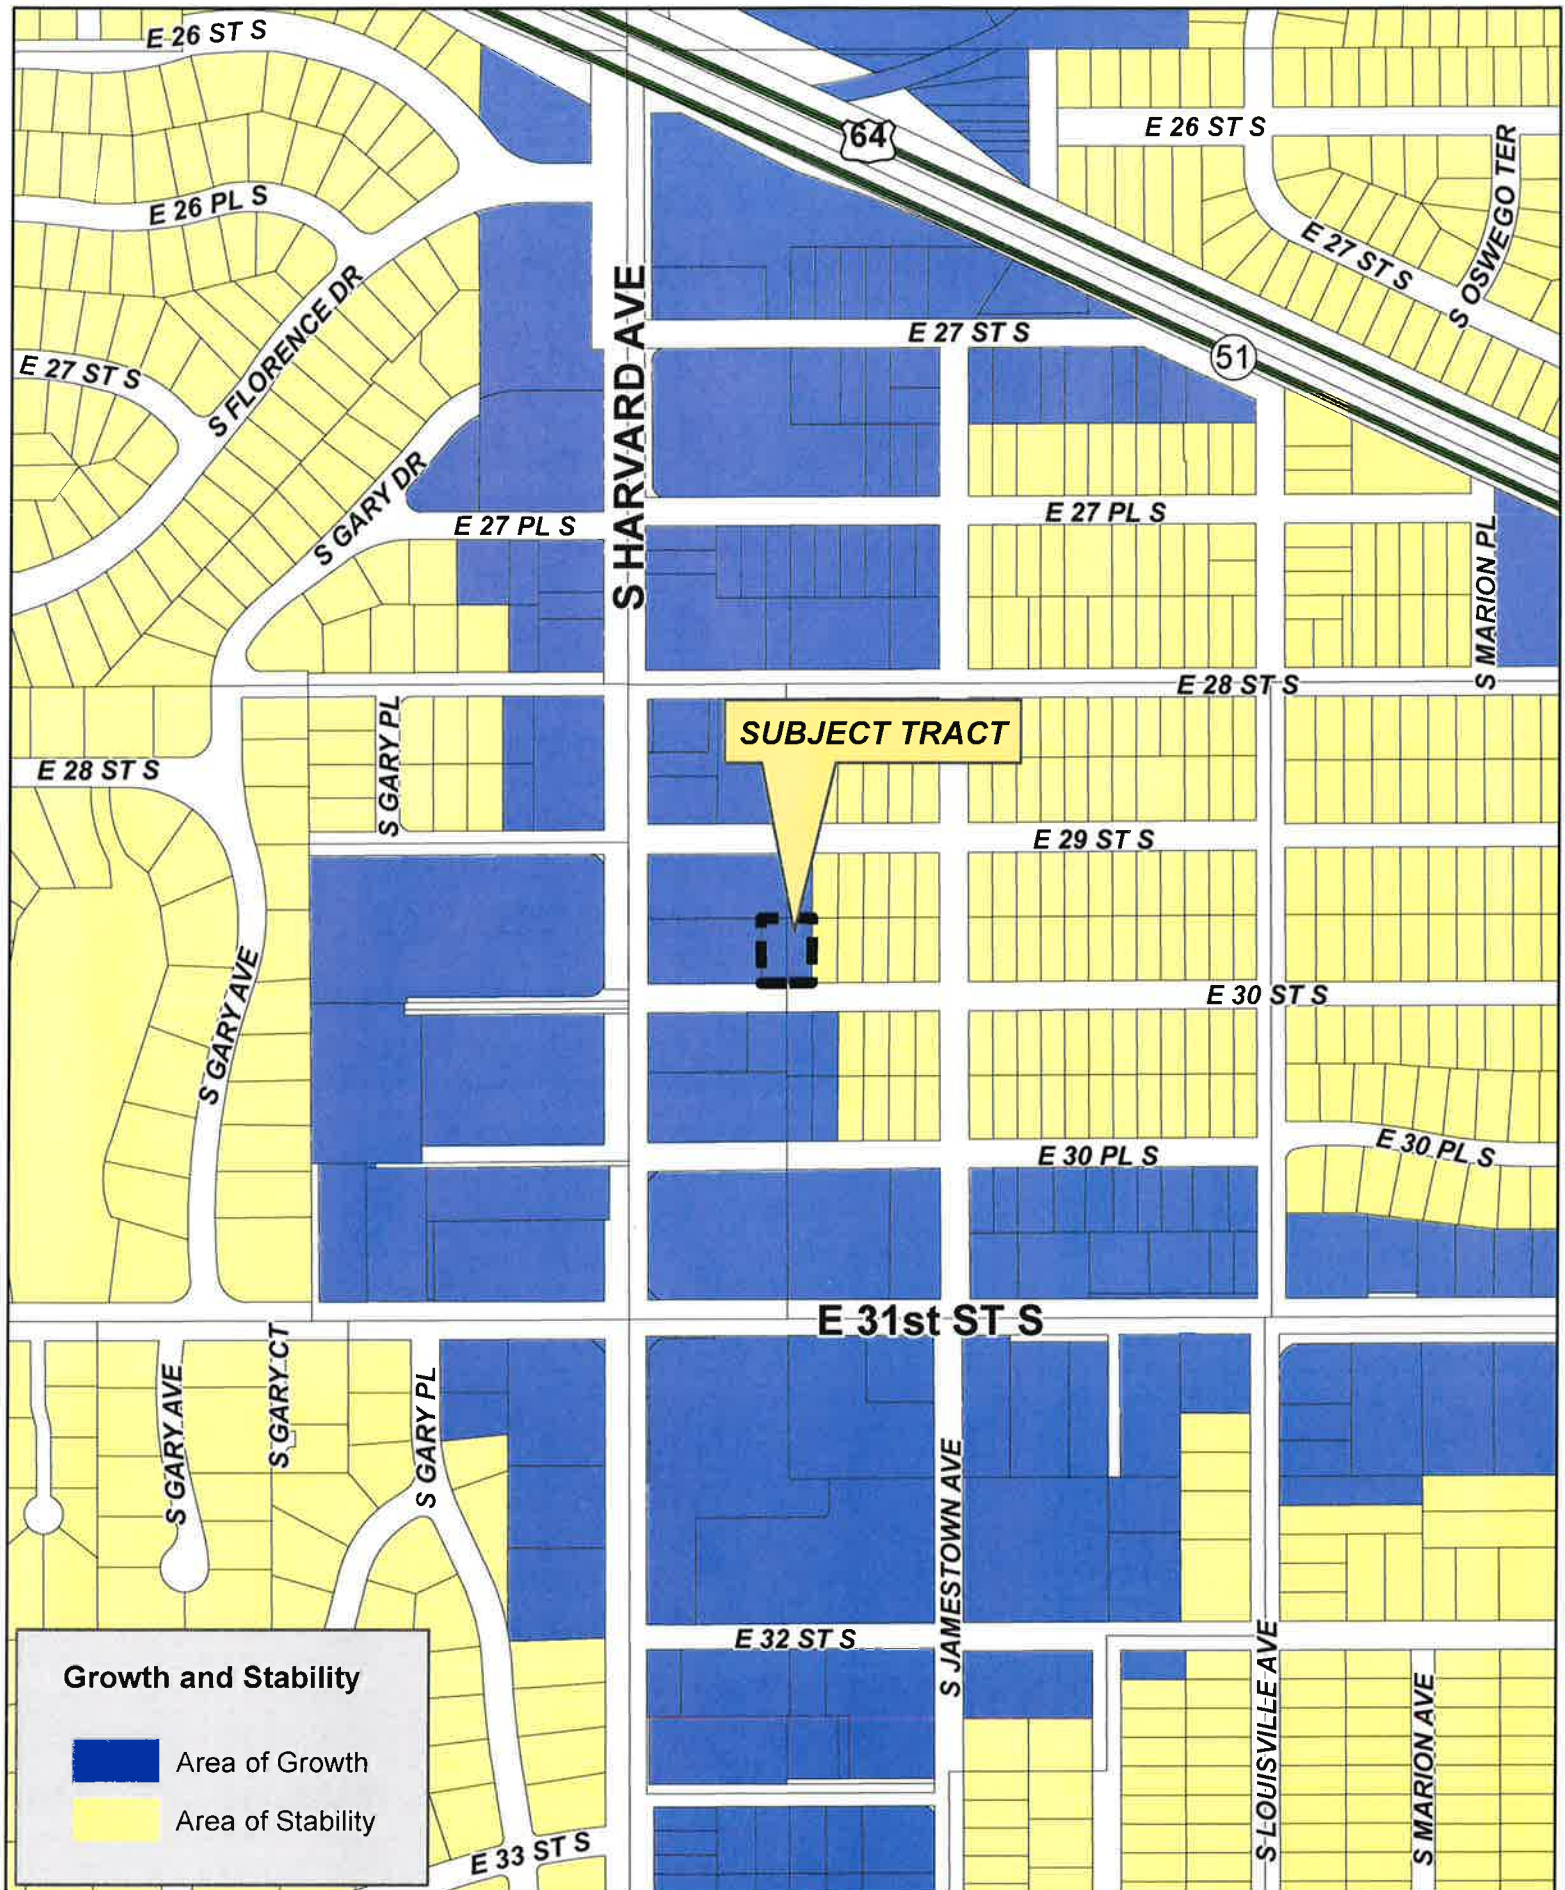 E 26 ST S
64
E 26 ST S
S OSWEGO TER
E 26 PL S
E 27 ST S
S FLORENCE DR
S HARVARD AVE
E 27 ST S
51
E 27 ST S
S GARY DR
E 27 PL S
E 27 PL S
S MARION PL
E 28 ST S
S GARY PL
SUBJECT TRACT
E 28 ST S
E 29 ST S
S GARY AVE
E 30 ST S
E 30 PL S
E 30 PL S
E 31st ST S
S GARY AVE
S GARY CT
S GARY PL
S JAMESTOWN AVE
E 32 ST S
S LOUISVILLE AVE
S MARION AVE
Growth and Stability
Area of Growth
Area of Stability
E 33 ST S